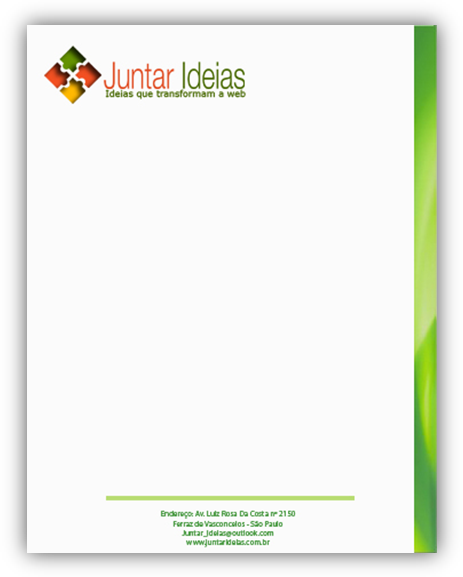 Juntar Ideias
Ideias que transformam a web
Endereço: Av. Luiz Rosa Da Costa nº 2150
Ferraz de Vasconcelos - São Paulo
Juntar_Ideias@outlook.com
www.juntarideias.com.br